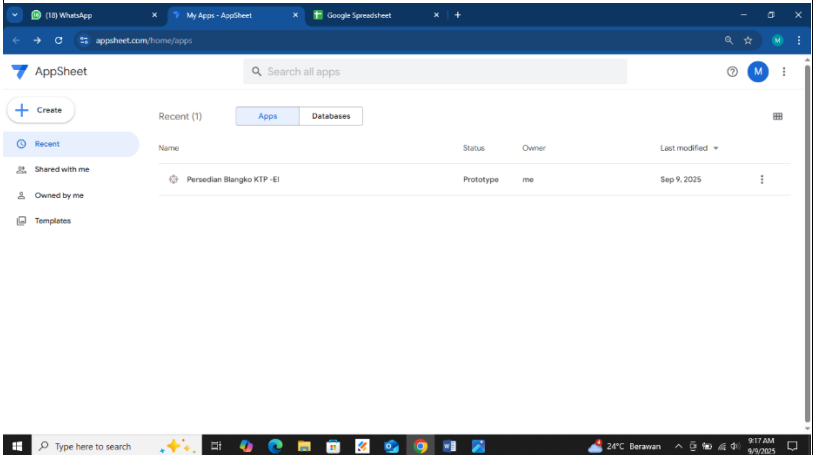 (18) WhatsApp
My Apps - AppSheet
Google Spreadsheet
appsheet.com/home/apps
M
AppSheet
Search all apps
M
Create
Recent (1)
Apps
Databases
Recent
Name
Status
Owner
Last modified
Shared with me
Persedian Blangko KTP -El
Prototype
me
Sep 9, 2025
Owned by me
Templates
Type here to search
24°C Berawan
9:17 AM
9/9/2025